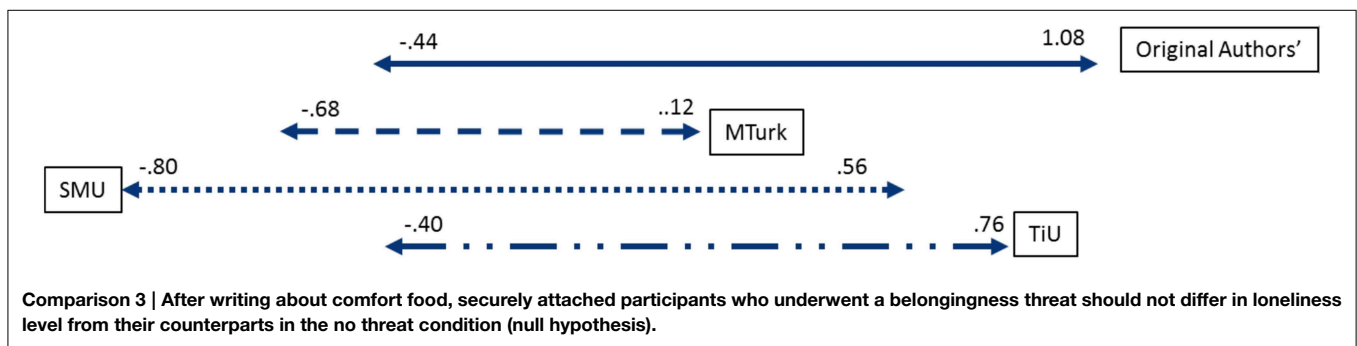 -.44 1.08 Original Authors'
-.68 ..12 MTurk
SMU -.80 .56
-.40 .76 TiU
Comparison 3 | After writing about comfort food, securely attached participants who underwent a belongingness threat should not differ in loneliness
level from their counterparts in the no threat condition (null hypothesis).